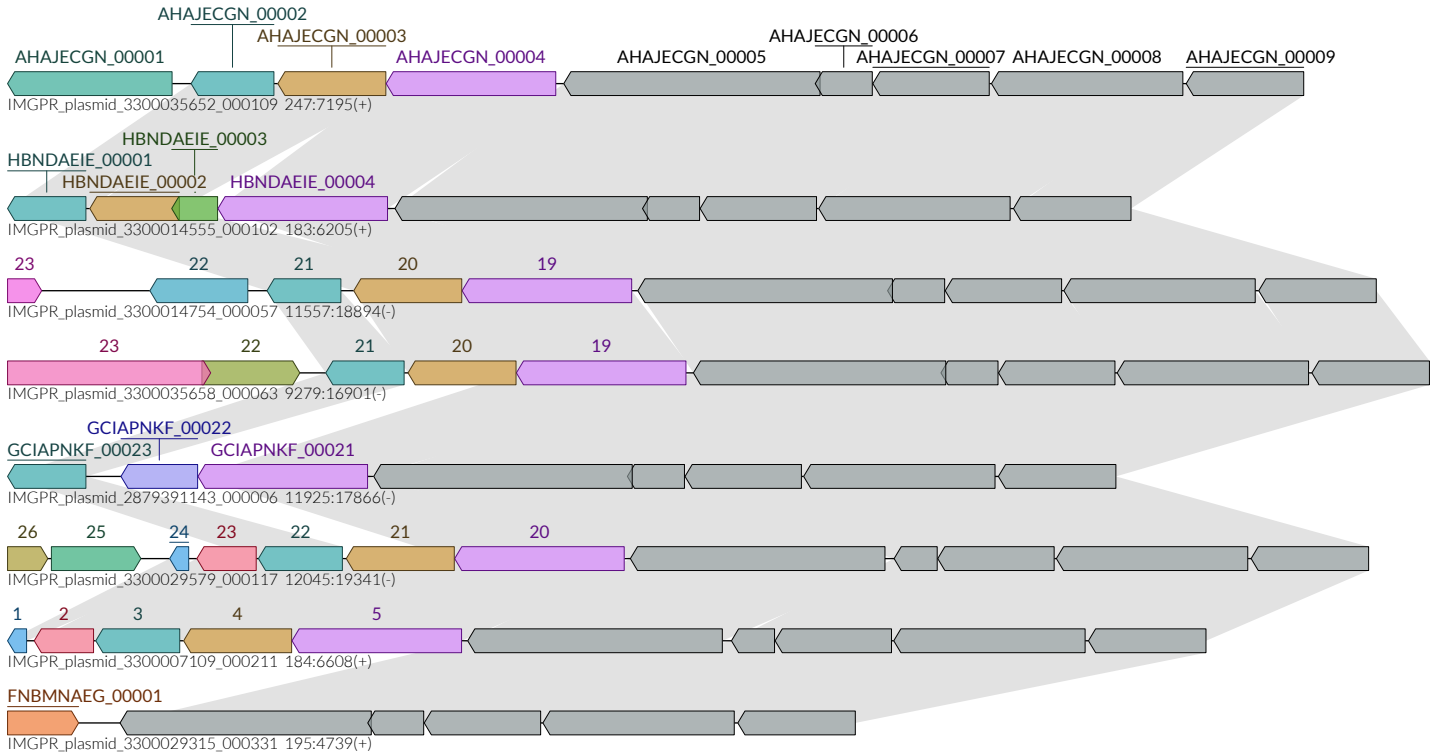 AHAJECGN_00002
AHAJECGN_00003 AHAJECGN_00006
AHAJECGN_00001 AHAJECGN_00004 AHAJECGN_00005 AHAJECGN_00007 AHAJECGN_00008 AHAJECGN_00009
IMGPR_plasmid_3300035652_000109 247:7195(+)
HBNDAEIE_00003
HBNDAEIE_00001
HBNDAEIE_00002 HBNDAEIE_00004
IMGPR_plasmid_3300014555_000102 183:6205(+)
23 22 21 20 19
IMGPR_plasmid_3300014754_000057 11557:18894(-)
23 22 21 20 19
IMGPR_plasmid_3300035658_000063 9279:16901(-)
GCIAPNKF_00022
GCIAPNKF_00023 GCIAPNKF_00021
IMGPR_plasmid_2879391143_000006 11925:17866(-)
26 25 24 23 22 21 20
IMGPR_plasmid_3300029579_000117 12045:19341(-)
1 2 3 4 5
IMGPR_plasmid_3300007109_000211 184:6608(+)
FNBMNAEG_00001
IMGPR_plasmid_3300029315_000331 195:4739(+)